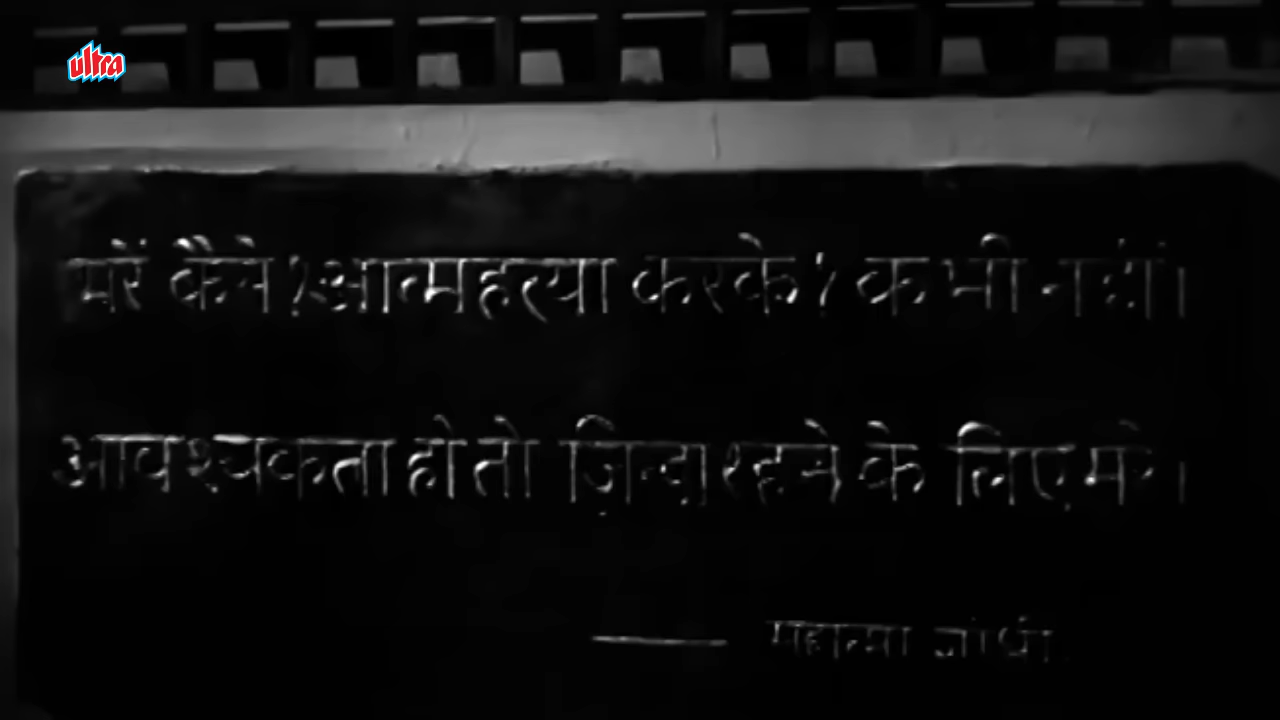 ultra
मरें कैसे? आत्महत्या करके? कभी नहीं।
आवश्यकता हो तो ज़िन्दा रहने के लिए मरें।
— महात्मा गांधी